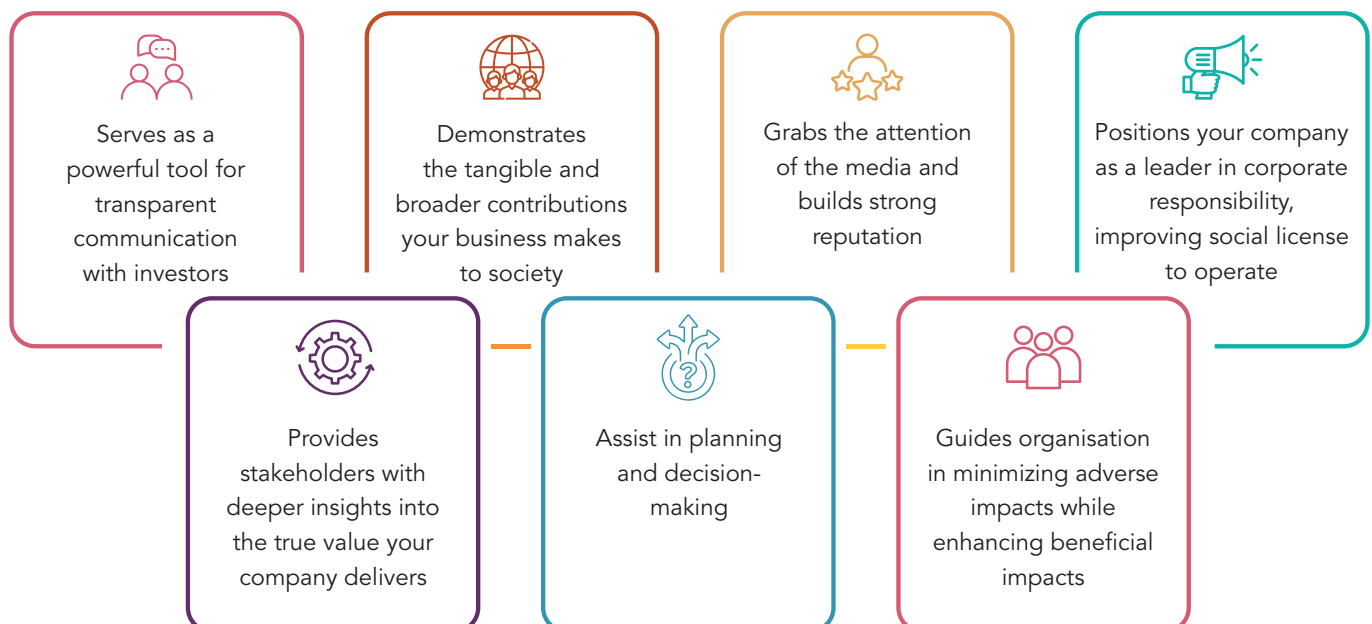 Serves as a
powerful tool for
transparent
communication
with investors
Demonstrates
the tangible and
broader contributions
your business makes
to society
Grabs the attention
of the media and
builds strong
reputation
Positions your company
as a leader in corporate
responsibility,
improving social license
to operate
Provides
stakeholders with
deeper insights into
the true value your
company delivers
?
Assist in planning
and decision-
making
Guides organisation
in minimizing adverse
impacts while
enhancing beneficial
impacts